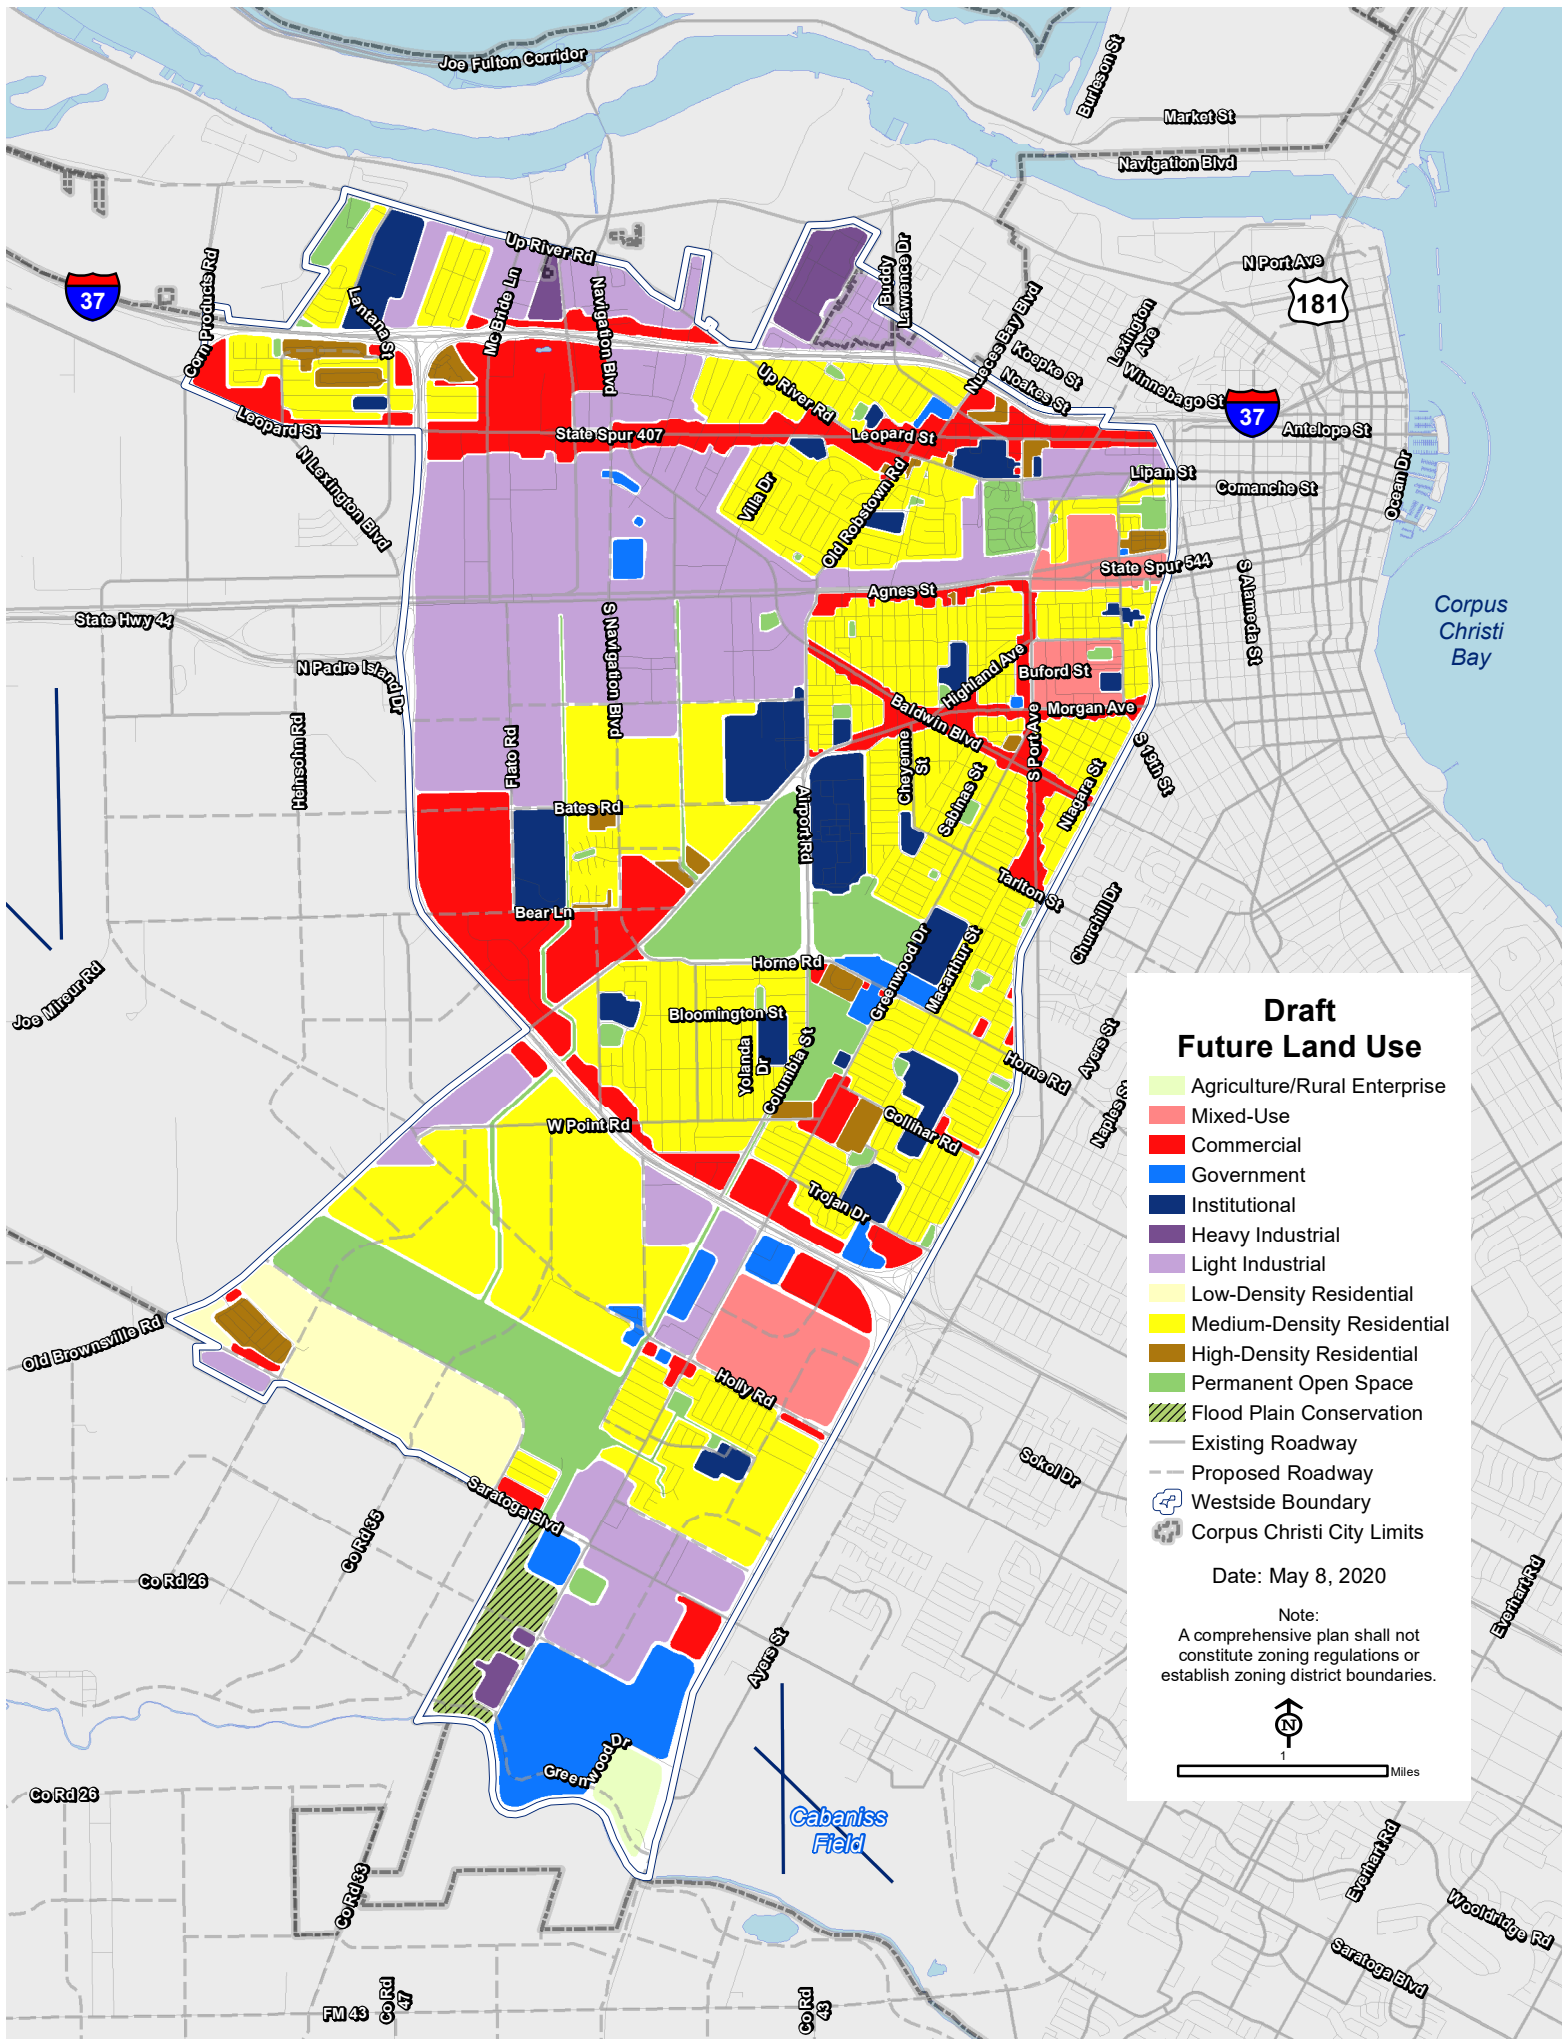 Joe Fulton Corridor
Burleson St
Market St
Navigation Blvd
Up River Rd
Corn Products Rd
Lantana St
Mc Bride Ln
Navigation Blvd
Buddy
Lawrence Dr
Nueces Bay Blvd
N Port Ave
181
37
Koepke St
Noakes St
Lexington
Ave
Winnebago St
37
Up River Rd
Leopard St
State Spur 407
Leopard St
Antelope St
N Lexington Blvd
Villa Dr
Old Robstown Rd
Lipan St
Comanche St
Ocean Dr
State Spur 544
Agnes St
State Hwy 44
S Alameda St
Corpus
Christi
Bay
N Padre Island Dr
S Navigation Blvd
Highland Ave
Buford St
Morgan Ave
Baldwin Blvd
Heinsohn Rd
Flato Rd
Cheyenne
St
S Port Ave
S 19th St
Sabinas St
Niagara St
Bates Rd
Airport Rd
Tarlton St
Churchill Dr
Bear Ln
Joe Mireur Rd
Horne Rd
Greenwood Dr
Macarthur St
Bloomington St
Yolanda
Dr
Columbia St
Horne Rd
Ayers St
Naples St
W Point Rd
Gollihar Rd
Trojan Dr
Old Brownsville Rd
Holly Rd
Sokol Dr
Saratoga Blvd
Co Rd 35
Co Rd 26
Ayers St
Everhart Rd
Greenwood Dr
Co Rd 26
Cabaniss
Field
Co Rd 33
Everhart Rd
Wooldridge Rd
Saratoga Blvd
FM 43
Co Rd
47
Co Rd
43
Draft
Future Land Use
Agriculture/Rural Enterprise
Mixed-Use
Commercial
Government
Institutional
Heavy Industrial
Light Industrial
Low-Density Residential
Medium-Density Residential
High-Density Residential
Permanent Open Space
Flood Plain Conservation
Existing Roadway
Proposed Roadway
Westside Boundary
Corpus Christi City Limits
Date: May 8, 2020
Note:
A comprehensive plan shall not
constitute zoning regulations or
establish zoning district boundaries.
N
1
Miles